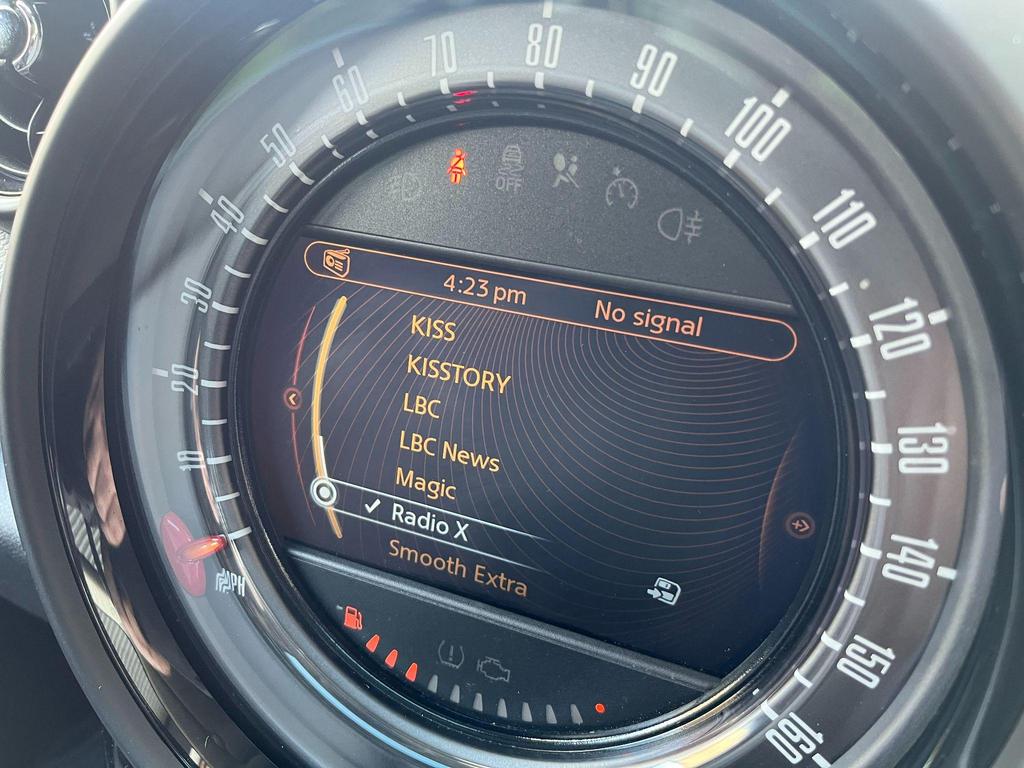 10
20
30
40
50
60
70
80
90
100
110
120
130
140
150
160
MPH
OFF
4:23 pm No signal
KISS
KISSTORY
LBC
LBC News
Magic
Radio X
Smooth Extra